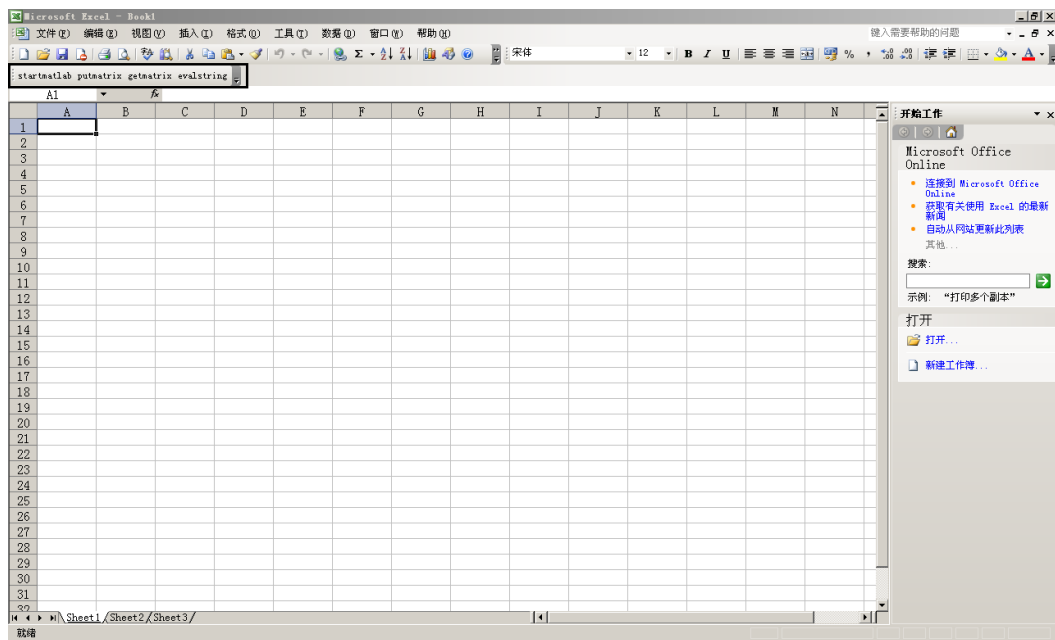 Microsoft Excel - Book1
文件(F) 编辑(E) 视图(V) 插入(I) 格式(O) 工具(T) 数据(D) 窗口(W) 帮助(H) 键入需要帮助的问题
宋体 12 B I U %
startmatlab putmatrix getmatrix evalstring
A1 fx
A B C D E F G H I J K L M N
1
2
3
4
5
6
7
8
9
10
11
12
13
14
15
16
17
18
19
20
21
22
23
24
25
26
27
28
29
30
31
32
开始工作
Microsoft Office
Online
连接到 Microsoft Office
Online
获取有关使用 Excel 的最新
新闻
自动从网站更新此列表
其他...
搜索:
示例: “打印多个副本”
打开
打开...
新建工作簿...
Sheet1 Sheet2 Sheet3
就绪